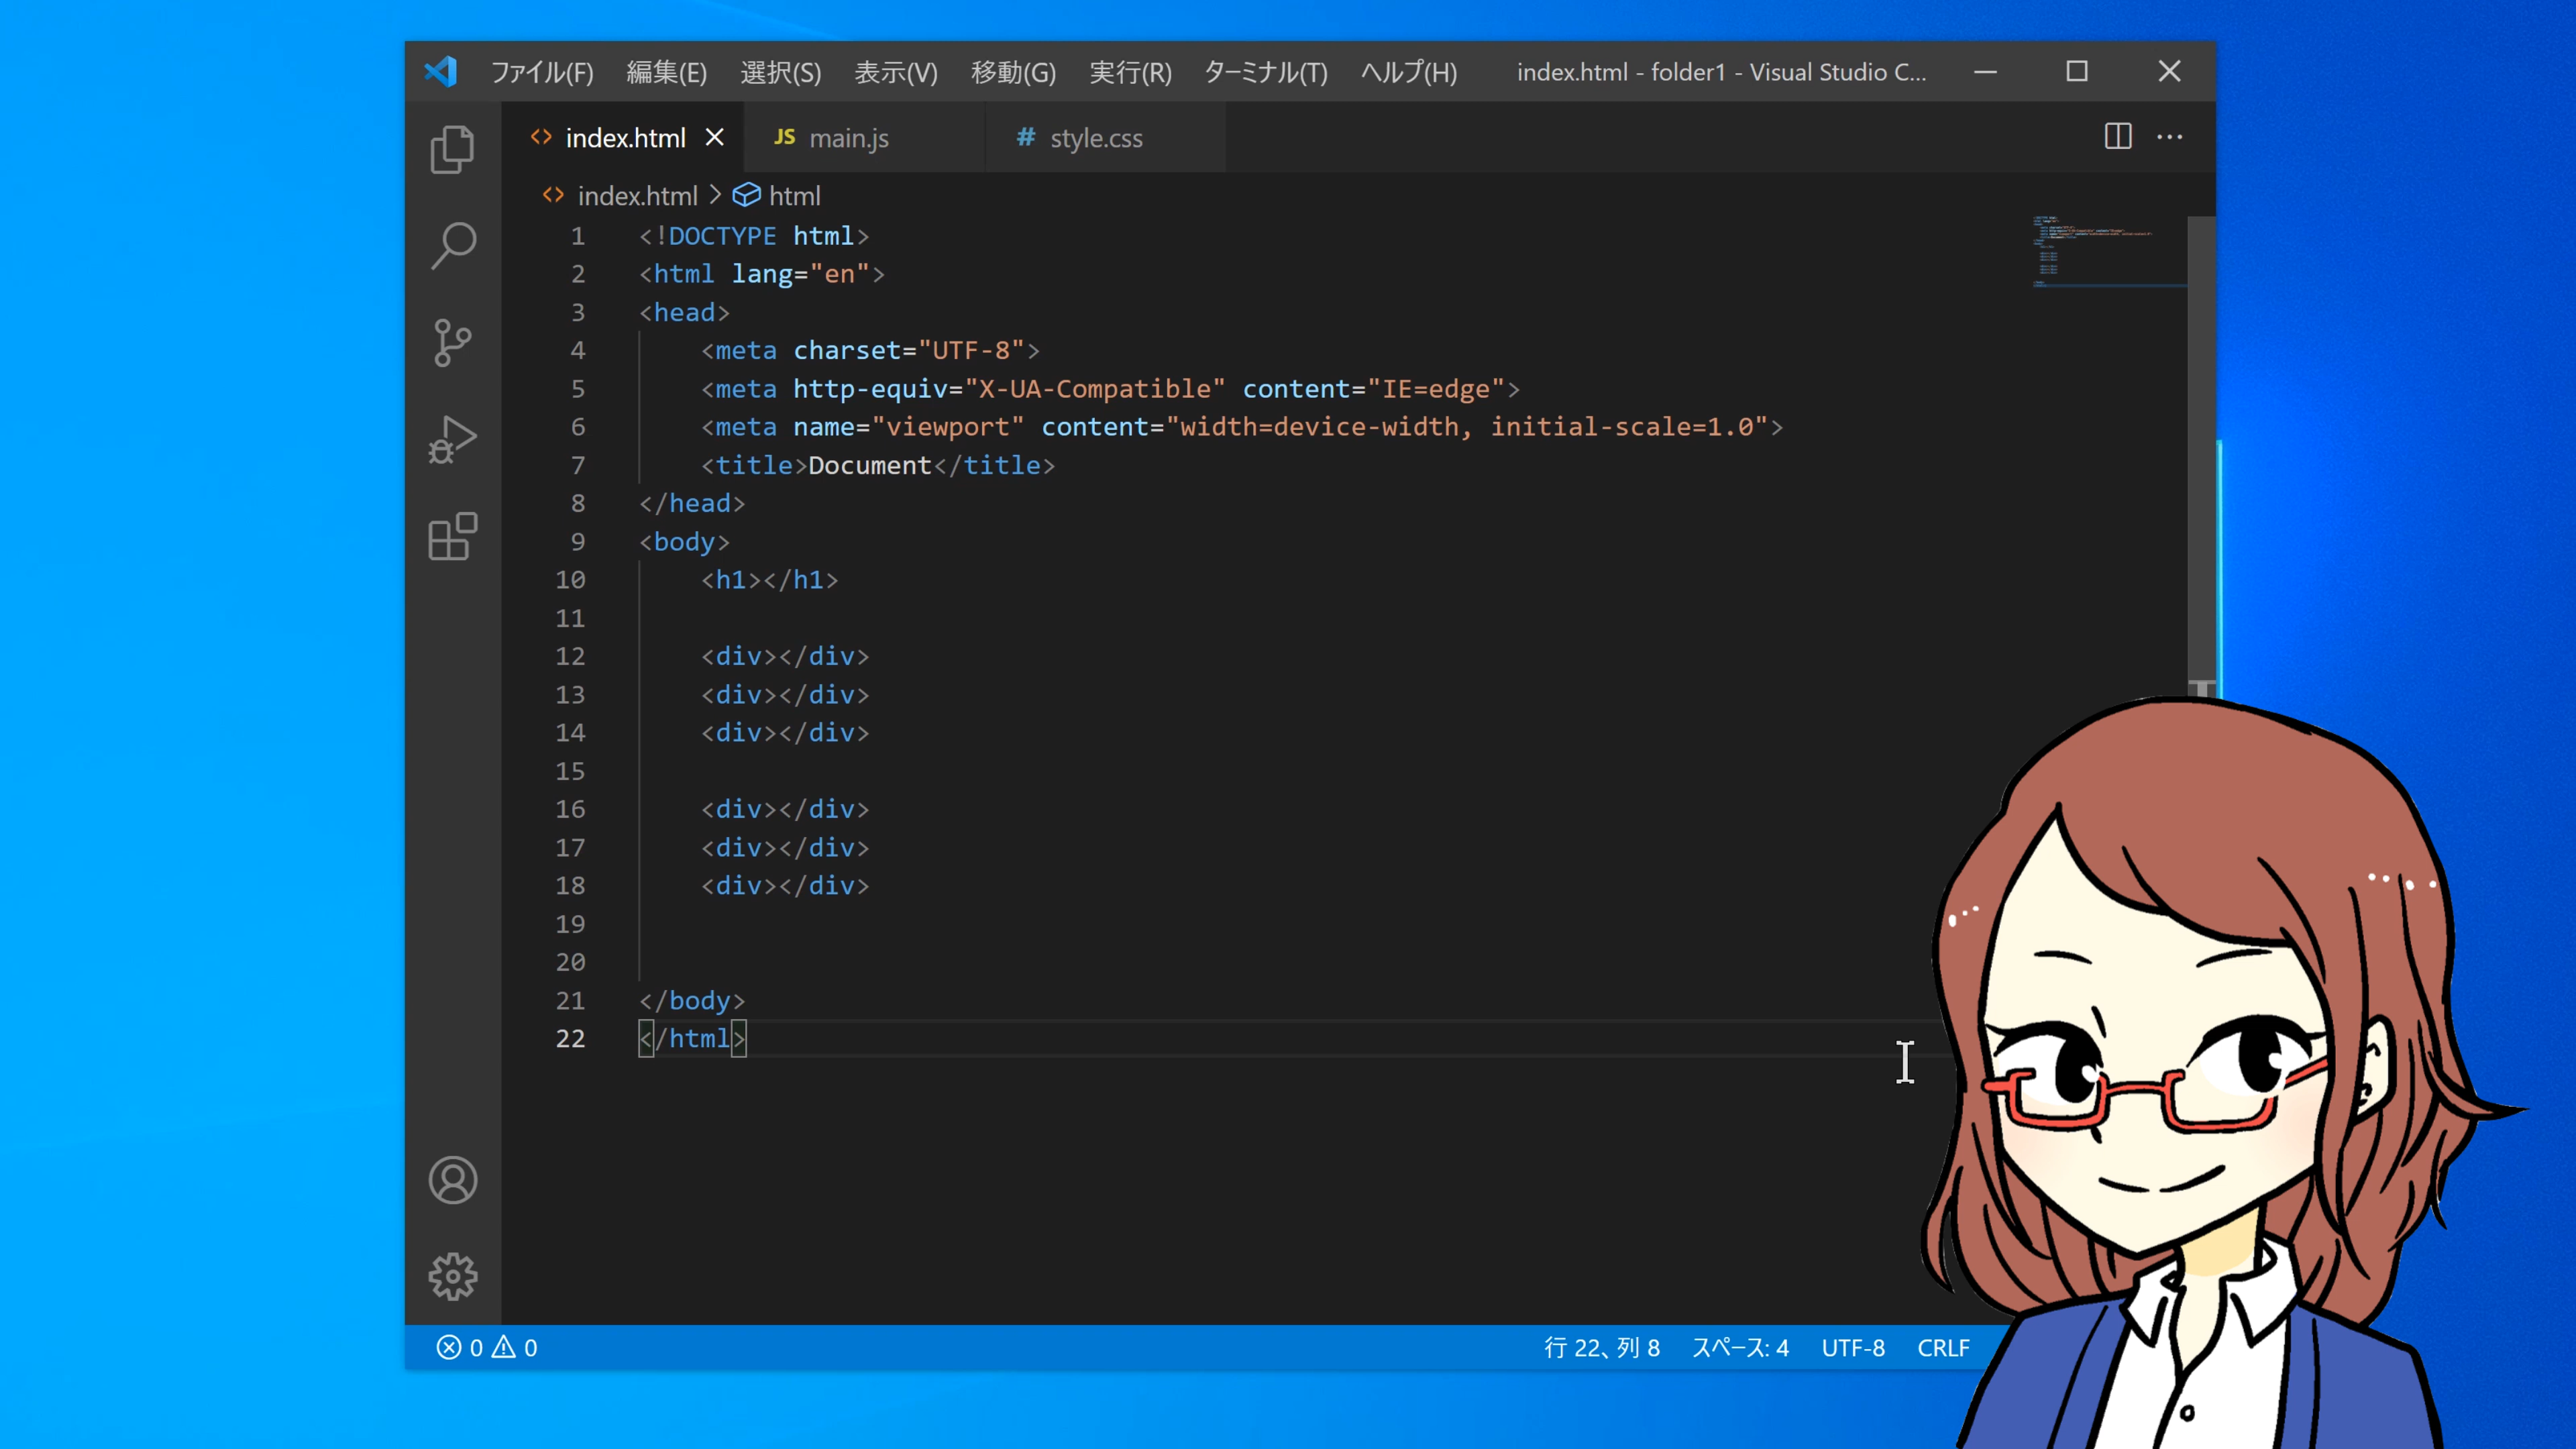 ファイル(F) 編集(E) 選択(S) 表示(V) 移動(G) 実行(R) ターミナル(T) ヘルプ(H) index.html - folder1 - Visual Studio C...
index.html JS main.js # style.css
index.html > html
1 <!DOCTYPE html>
2 <html lang="en">
3 <head>
4 <meta charset="UTF-8">
5 <meta http-equiv="X-UA-Compatible" content="IE=edge">
6 <meta name="viewport" content="width=device-width, initial-scale=1.0">
7 <title>Document</title>
8 </head>
9 <body>
10 <h1></h1>
11
12 <div></div>
13 <div></div>
14 <div></div>
15
16 <div></div>
17 <div></div>
18 <div></div>
19
20
21 </body>
22 </html>
0 0 行 22、列 8 スペース: 4 UTF-8 CRLF